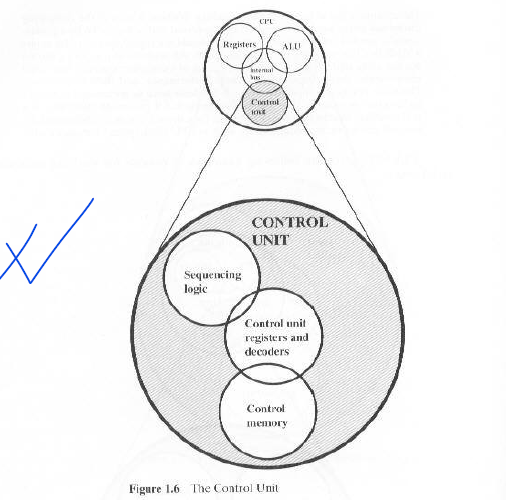 CPU
Registers
ALU
Internal
bus
Control
unit
CONTROL
UNIT
Sequencing
logic
Control unit
registers and
decoders
Control
memory
Figure 1.6 The Control Unit